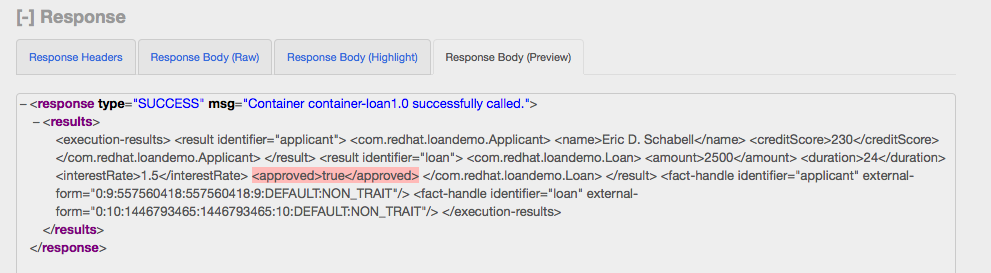 [-] Response
Response Headers Response Body (Raw) Response Body (Highlight) Response Body (Preview)
– <response type="SUCCESS" msg="Container container-loan1.0 successfully called.">
– <results>
<execution-results> <result identifier="applicant"> <com.redhat.loandemo.Applicant> <name>Eric D. Schabell</name> <creditScore>230</creditScore>
</com.redhat.loandemo.Applicant> </result> <result identifier="loan"> <com.redhat.loandemo.Loan> <amount>2500</amount> <duration>24</duration>
<interestRate>1.5</interestRate> <approved>true</approved> </com.redhat.loandemo.Loan> </result> <fact-handle identifier="applicant" external-
form="0:9:557560418:557560418:9:DEFAULT:NON_TRAIT"/> <fact-handle identifier="loan" external-
form="0:10:1446793465:1446793465:10:DEFAULT:NON_TRAIT"/> </execution-results>
</results>
</response>